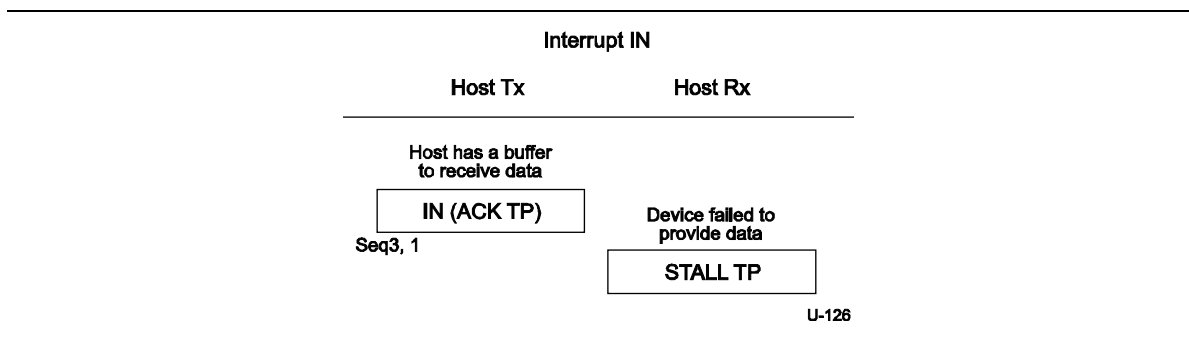 Interrupt IN
Host Tx
Host Rx
Host has a buffer
to receive data
IN (ACK TP)
Seq3, 1
Device failed to
provide data
STALL TP
U-126